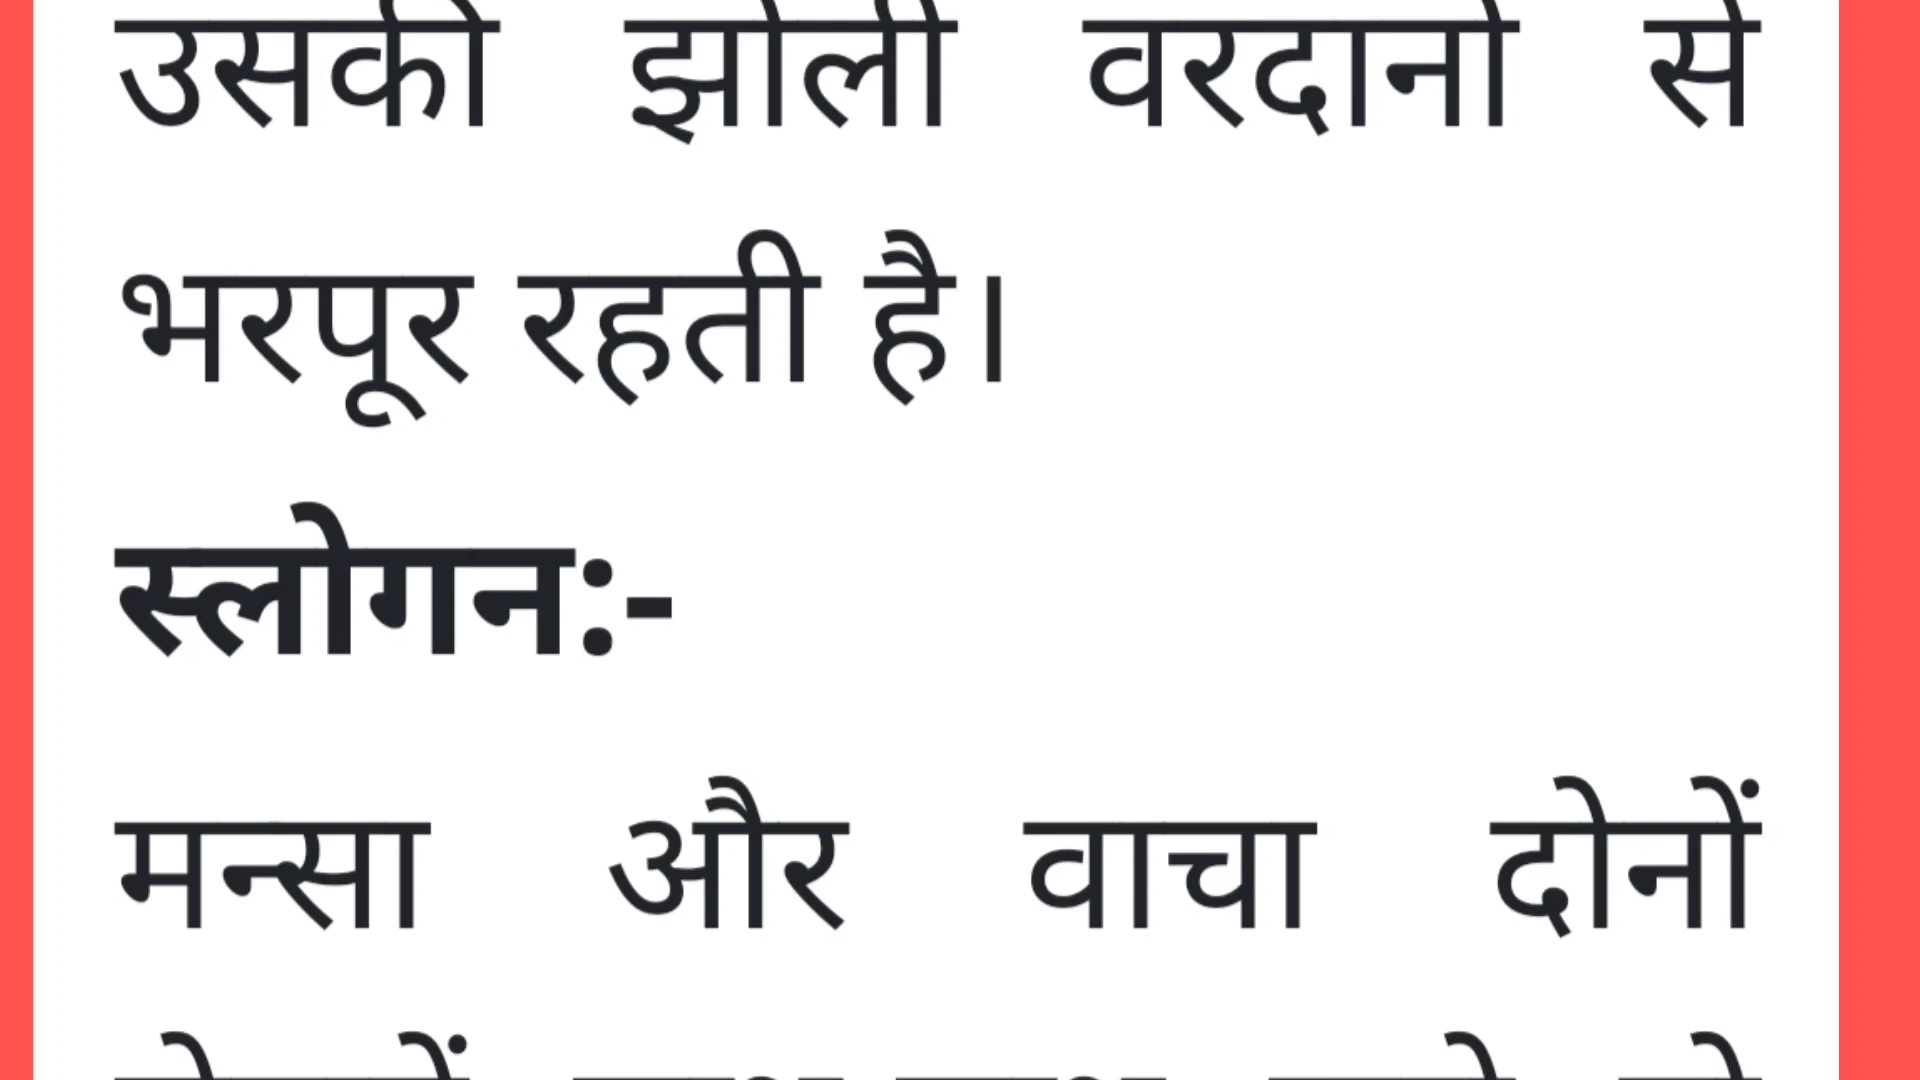 उसकी झोली वरदानों से
भरपूर रहती है।
स्लोगन:-
मन्सा और वाचा दोनों